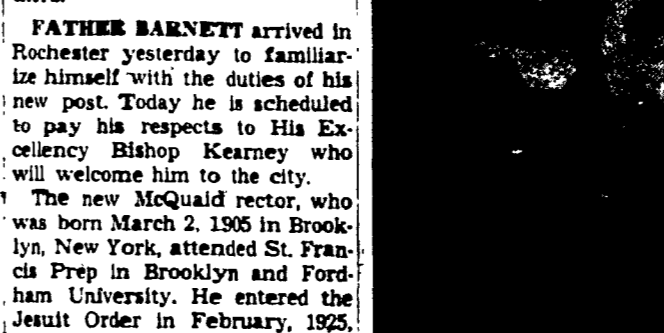 FATHER BARNETT arrived in
Rochester yesterday to familiar-
ize himself with the duties of his
new post. Today he is scheduled
to pay his respects to His Ex-
cellency Bishop Kearney who
will welcome him to the city.
The new McQuaid rector, who
was born March 2, 1905 in Brook-
lyn, New York, attended St. Fran-
cis Prep in Brooklyn and Ford-
ham University. He entered the
Jesuit Order in February, 1925,